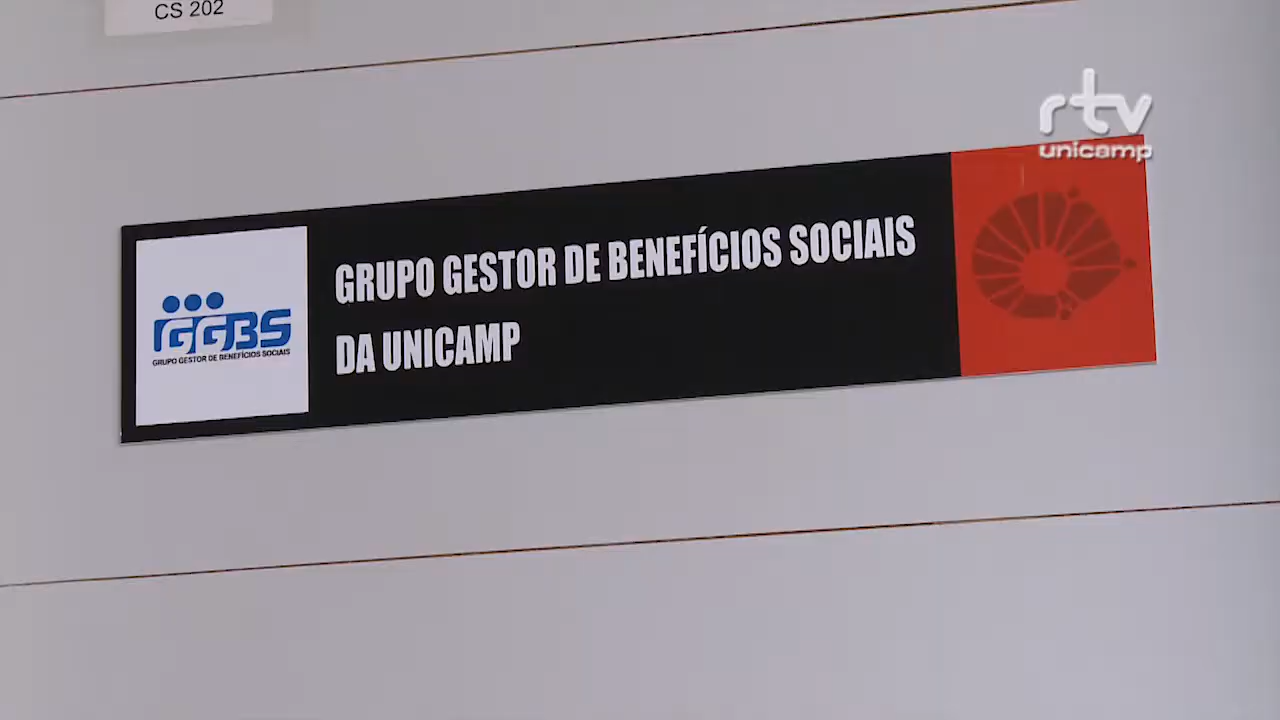 CS 202
rtv
unicamp
GRUPO GESTOR DE BENEFÍCIOS SOCIAIS
DA UNICAMP
GGBS
GRUPO GESTOR DE BENEFÍCIOS SOCIAIS